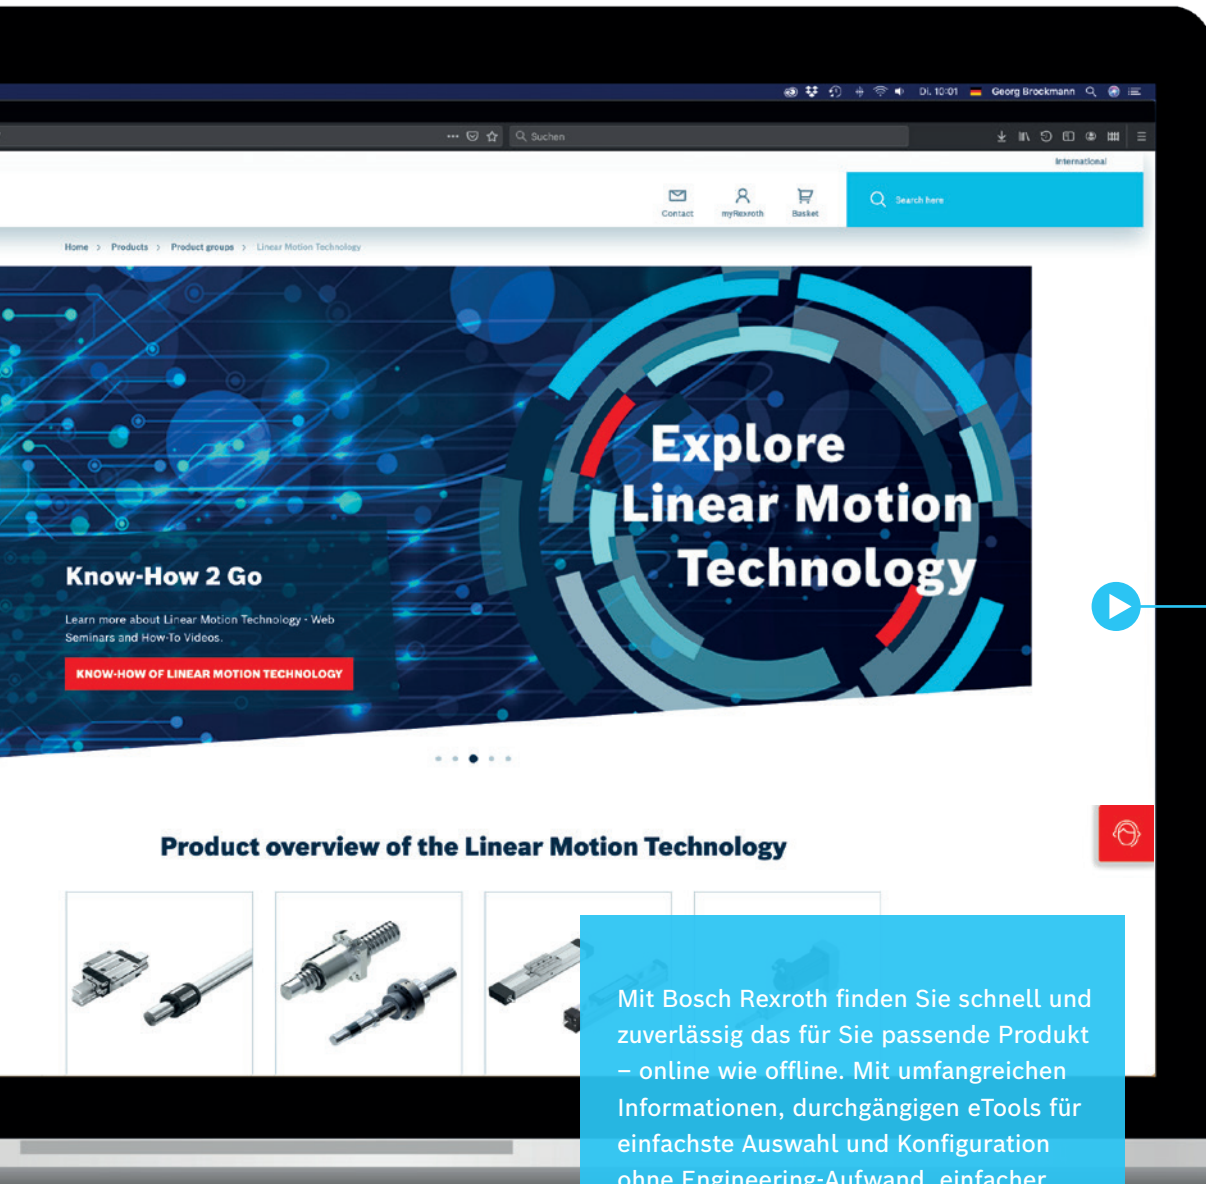 Di. 10:01 Georg Brockmann
Suchen
International
Contact myRexroth Basket
Search here
Home > Products > Product groups > Linear Motion Technology
Explore
Linear Motion
Technology
Know-How 2 Go
Learn more about Linear Motion Technology - Web
Seminars and How-To Videos.
KNOW-HOW OF LINEAR MOTION TECHNOLOGY
Product overview of the Linear Motion Technology
Mit Bosch Rexroth finden Sie schnell und
zuverlässig das für Sie passende Produkt
– online wie offline. Mit umfangreichen
Informationen, durchgängigen eTools für
einfachste Auswahl und Konfiguration
ohne Engineering-Aufwand, einfacher